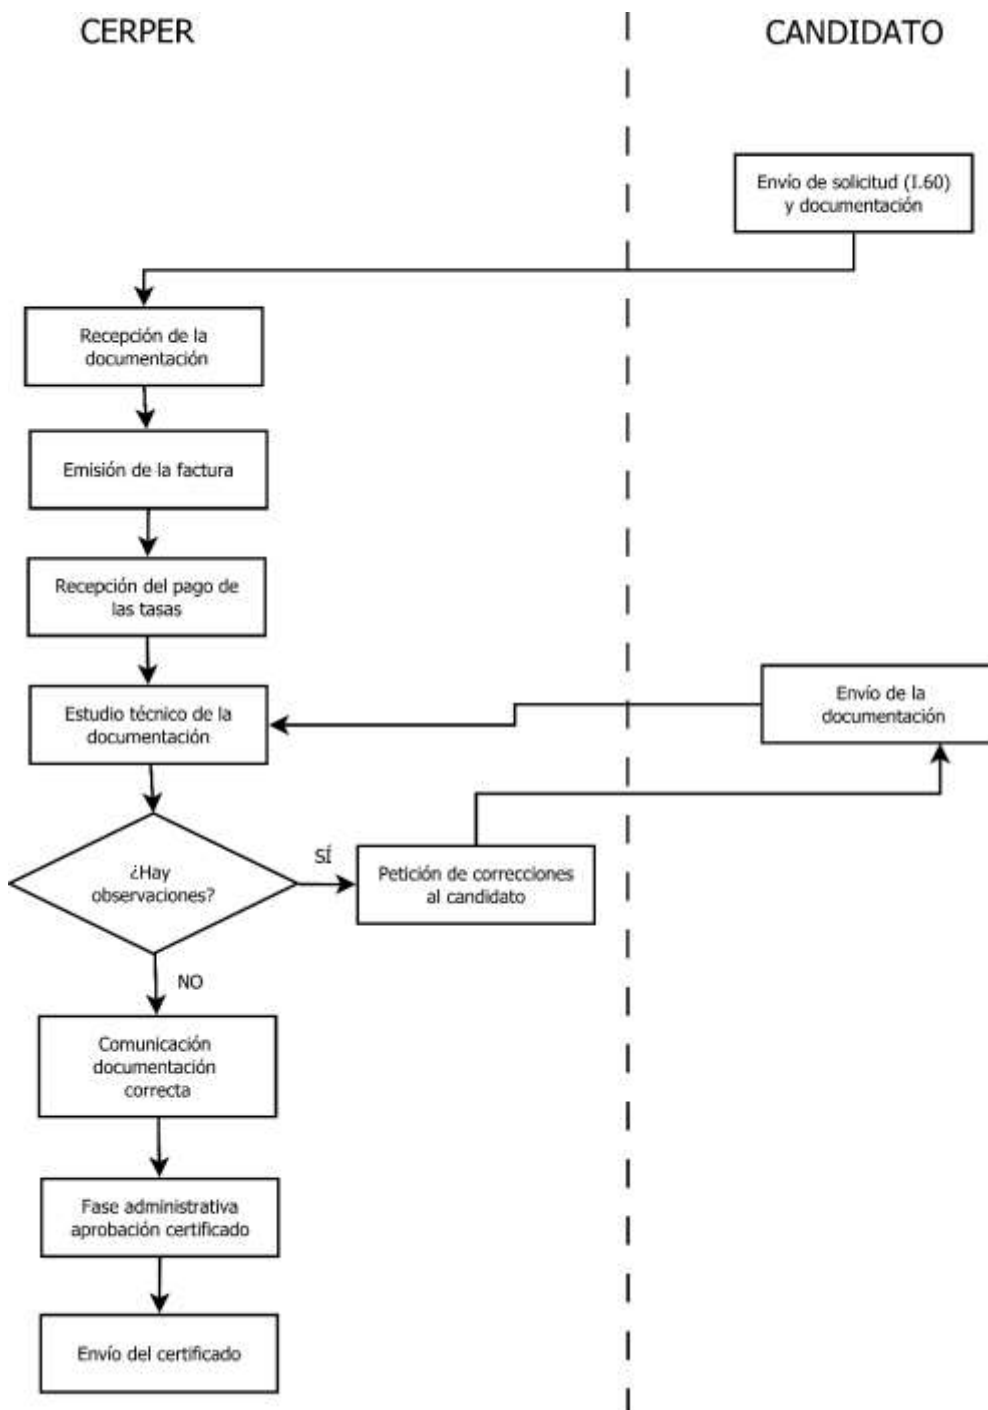 CERPER
CANDIDATO
Envío de solicitud (I.60)
y documentación
Recepción de la
documentación
Emisión de la factura
Recepción del pago de
las tasas
Estudio técnico de la
documentación
Envío de la
documentación
¿Hay
observaciones?
SÍ
Petición de correcciones
al candidato
NO
Comunicación
documentación
correcta
Fase administrativa
aprobación certificado
Envío del certificado